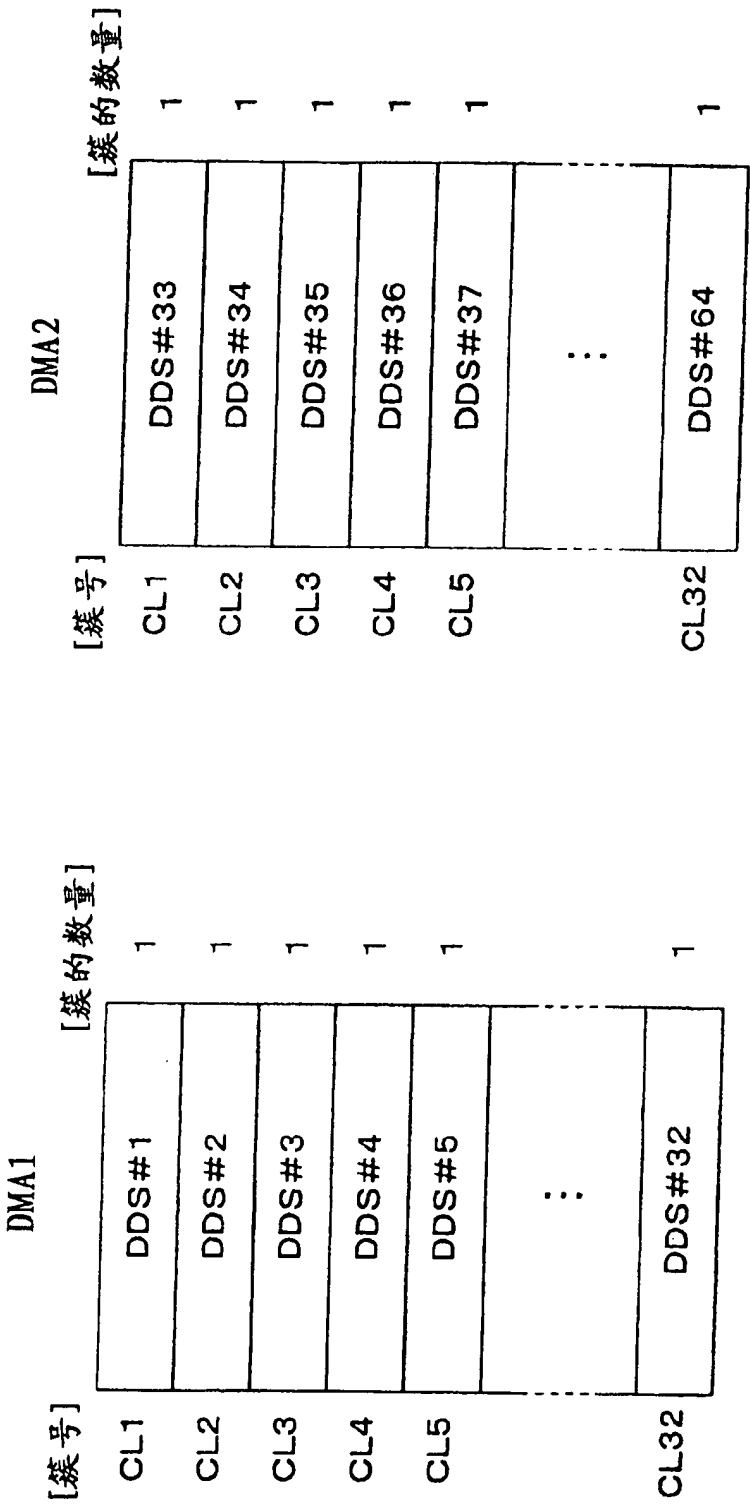 DMA1
[簇号] [簇的数量]
CL1 DDS#1 1
CL2 DDS#2 1
CL3 DDS#3 1
CL4 DDS#4 1
CL5 DDS#5 1
...
CL32 DDS#32 1
DMA2
[簇号] [簇的数量]
CL1 DDS#33 1
CL2 DDS#34 1
CL3 DDS#35 1
CL4 DDS#36 1
CL5 DDS#37 1
...
CL32 DDS#64 1